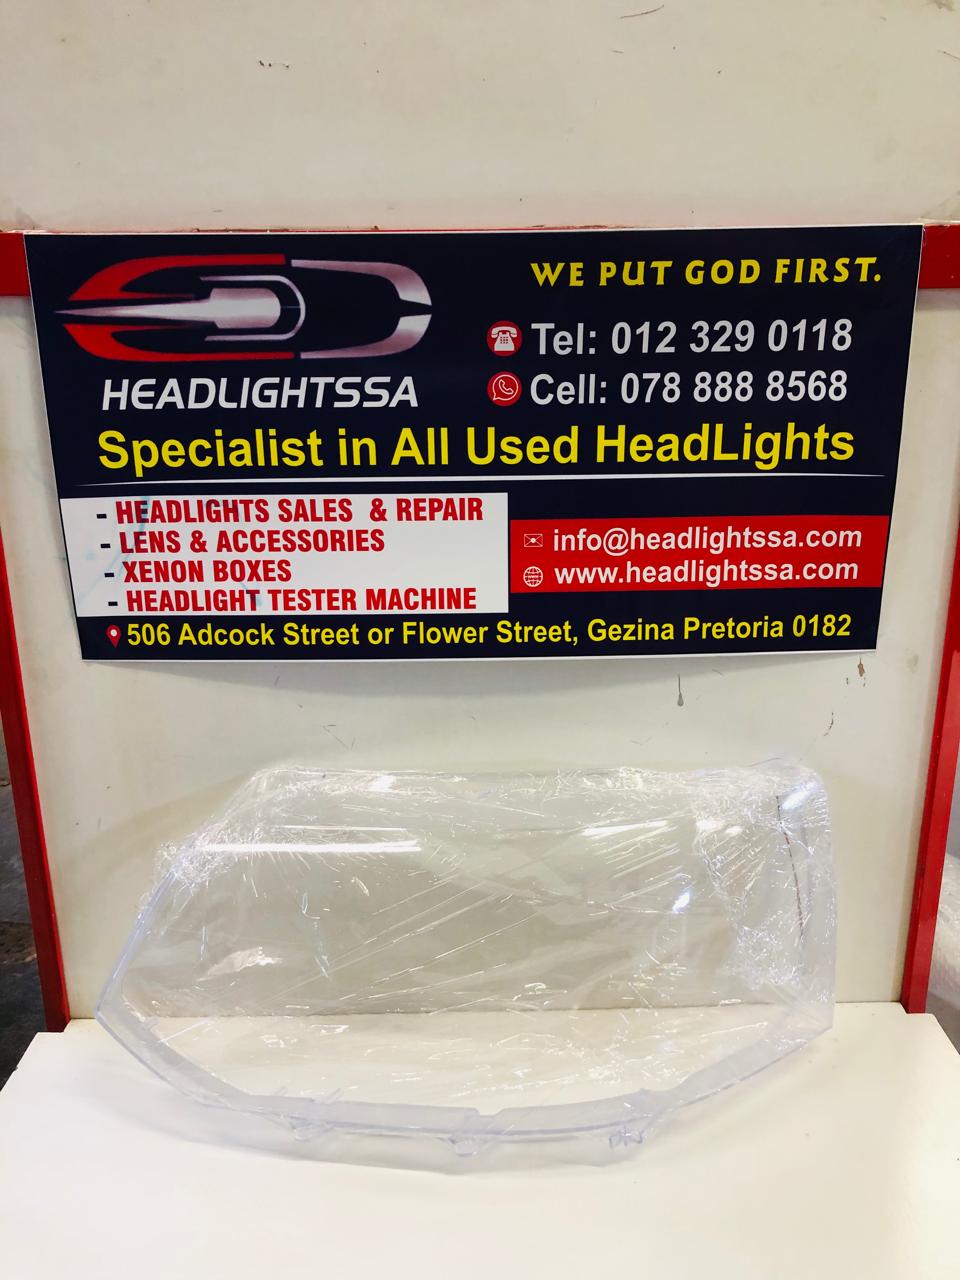 WE PUT GOD FIRST.
Tel: 012 329 0118
HEADLIGHTSSA
Cell: 078 888 8568
Specialist in All Used HeadLights
- HEADLIGHTS SALES & REPAIR
- LENS & ACCESSORIES
- XENON BOXES
- HEADLIGHT TESTER MACHINE
info@headlightssa.com
www.headlightssa.com
506 Adcock Street or Flower Street, Gezina Pretoria 0182